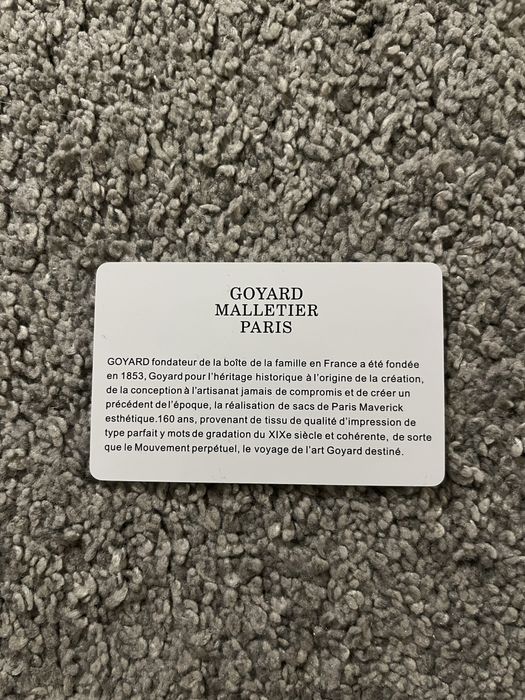 GOYARD
MALLETIER
PARIS
GOYARD fondateur de la boîte de la famille en France a été fondée
en 1853, Goyard pour l'héritage historique à l'origine de la création,
de la conception à l'artisanat jamais de compromis et de créer un
précédent de l'époque, la réalisation de sacs de Paris Maverick
esthétique.160 ans, provenant de tissu de qualité d'impression de
type parfait y mots de gradation du XIXe siècle et cohérente, de sorte
que le Mouvement perpétuel, le voyage de l'art Goyard destiné.